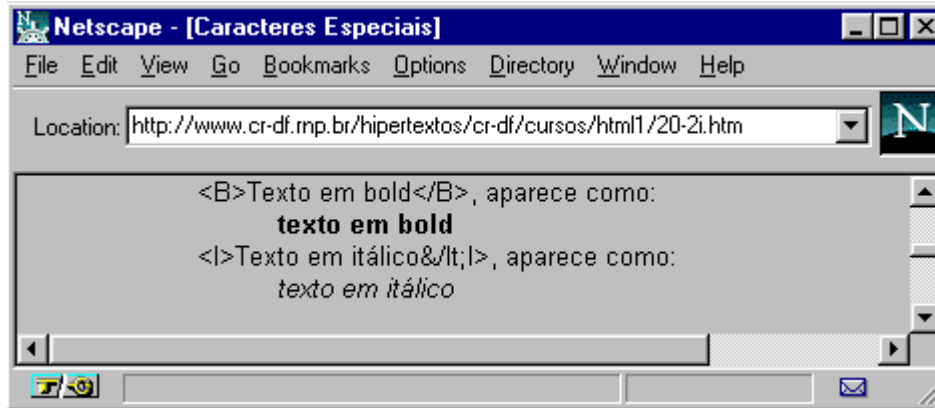 Netscape - [Caracteres Especiais]
File Edit View Go Bookmarks Options Directory Window Help
Location: http://www.cr-df.rnp.br/hipertextos/cr-df/cursos/html1/20-2i.htm
N
<B>Texto em bold</B>, aparece como:
texto em bold
<I>Texto em itálico&/lt;I>, aparece como:
texto em itálico